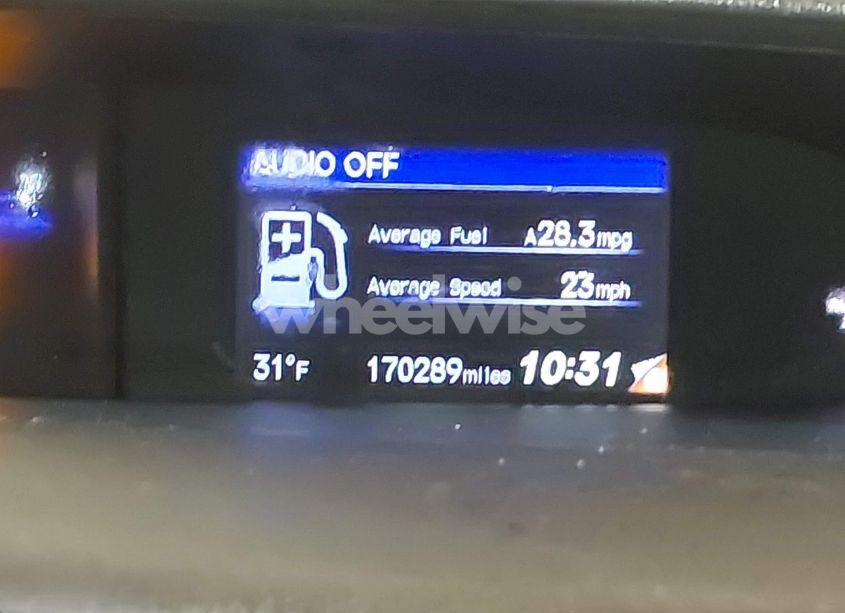 AUDIO OFF
Average Fuel A28.3mpg
Average Speed 23mph
wheelwise
31°F 170289miles 10:31